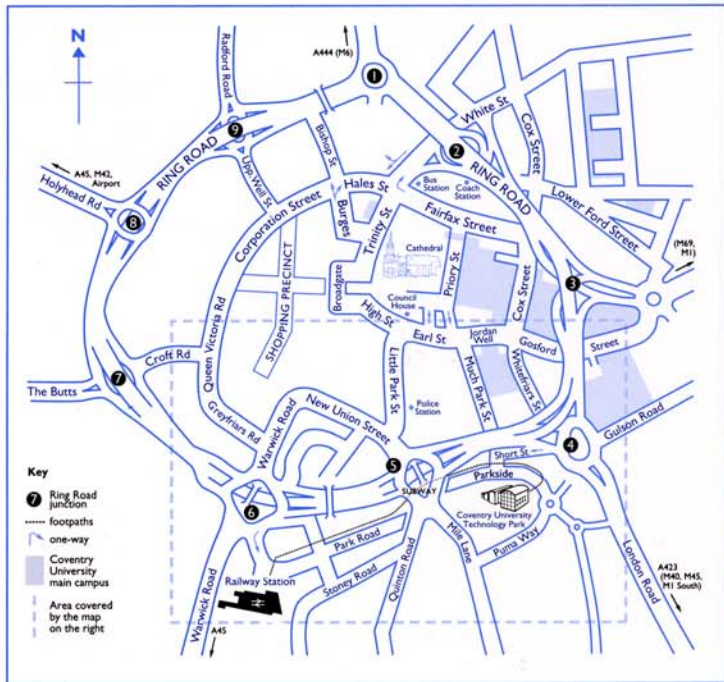 N
A444 (M6)
Radford Road
1
White St
Cox Street
9
RING ROAD
Bishop St
2
RING ROAD
A45, M42,
Airport
Holyhead Rd
Upp.Well St
Hales St
Bus
Station
Coach
Station
Lower Ford Street
8
Corporation Street
Burges
Trinity St
Fairfax Street
Cathedral
(M69,
M1)
SHOPPING PRECINCT
Broadgate
Priory St
Cox Street
3
Council
House
High St
Earl St
Jordan
Well
Gosford
Street
Queen Victoria Rd
Croft Rd
7
The Butts
Little Park St
Much Park St
Whitefriars St
Greyfriars Rd
Warwick Road
New Union Street
Police
Station
Gulson Road
4
Short St
5
SUBWAY
Parkside
Key
7 Ring Road
junction
footpaths
one-way
Coventry
University
main campus
Area covered
by the map
on the right
6
Coventry University
Technology Park
Mile Lane
Puma Way
Park Road
Stoney Road
Quinton Road
Railway Station
Warwick Road
A45
London Road
A423
(M40, M45,
M1 South)